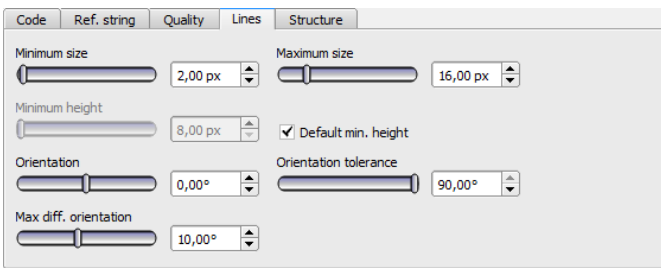 Code Ref. string Quality Lines Structure
Minimum size Maximum size
2,00 px 16,00 px
Minimum height
8,00 px Default min. height
Orientation Orientation tolerance
0,00° 90,00°
Max diff. orientation
10,00°